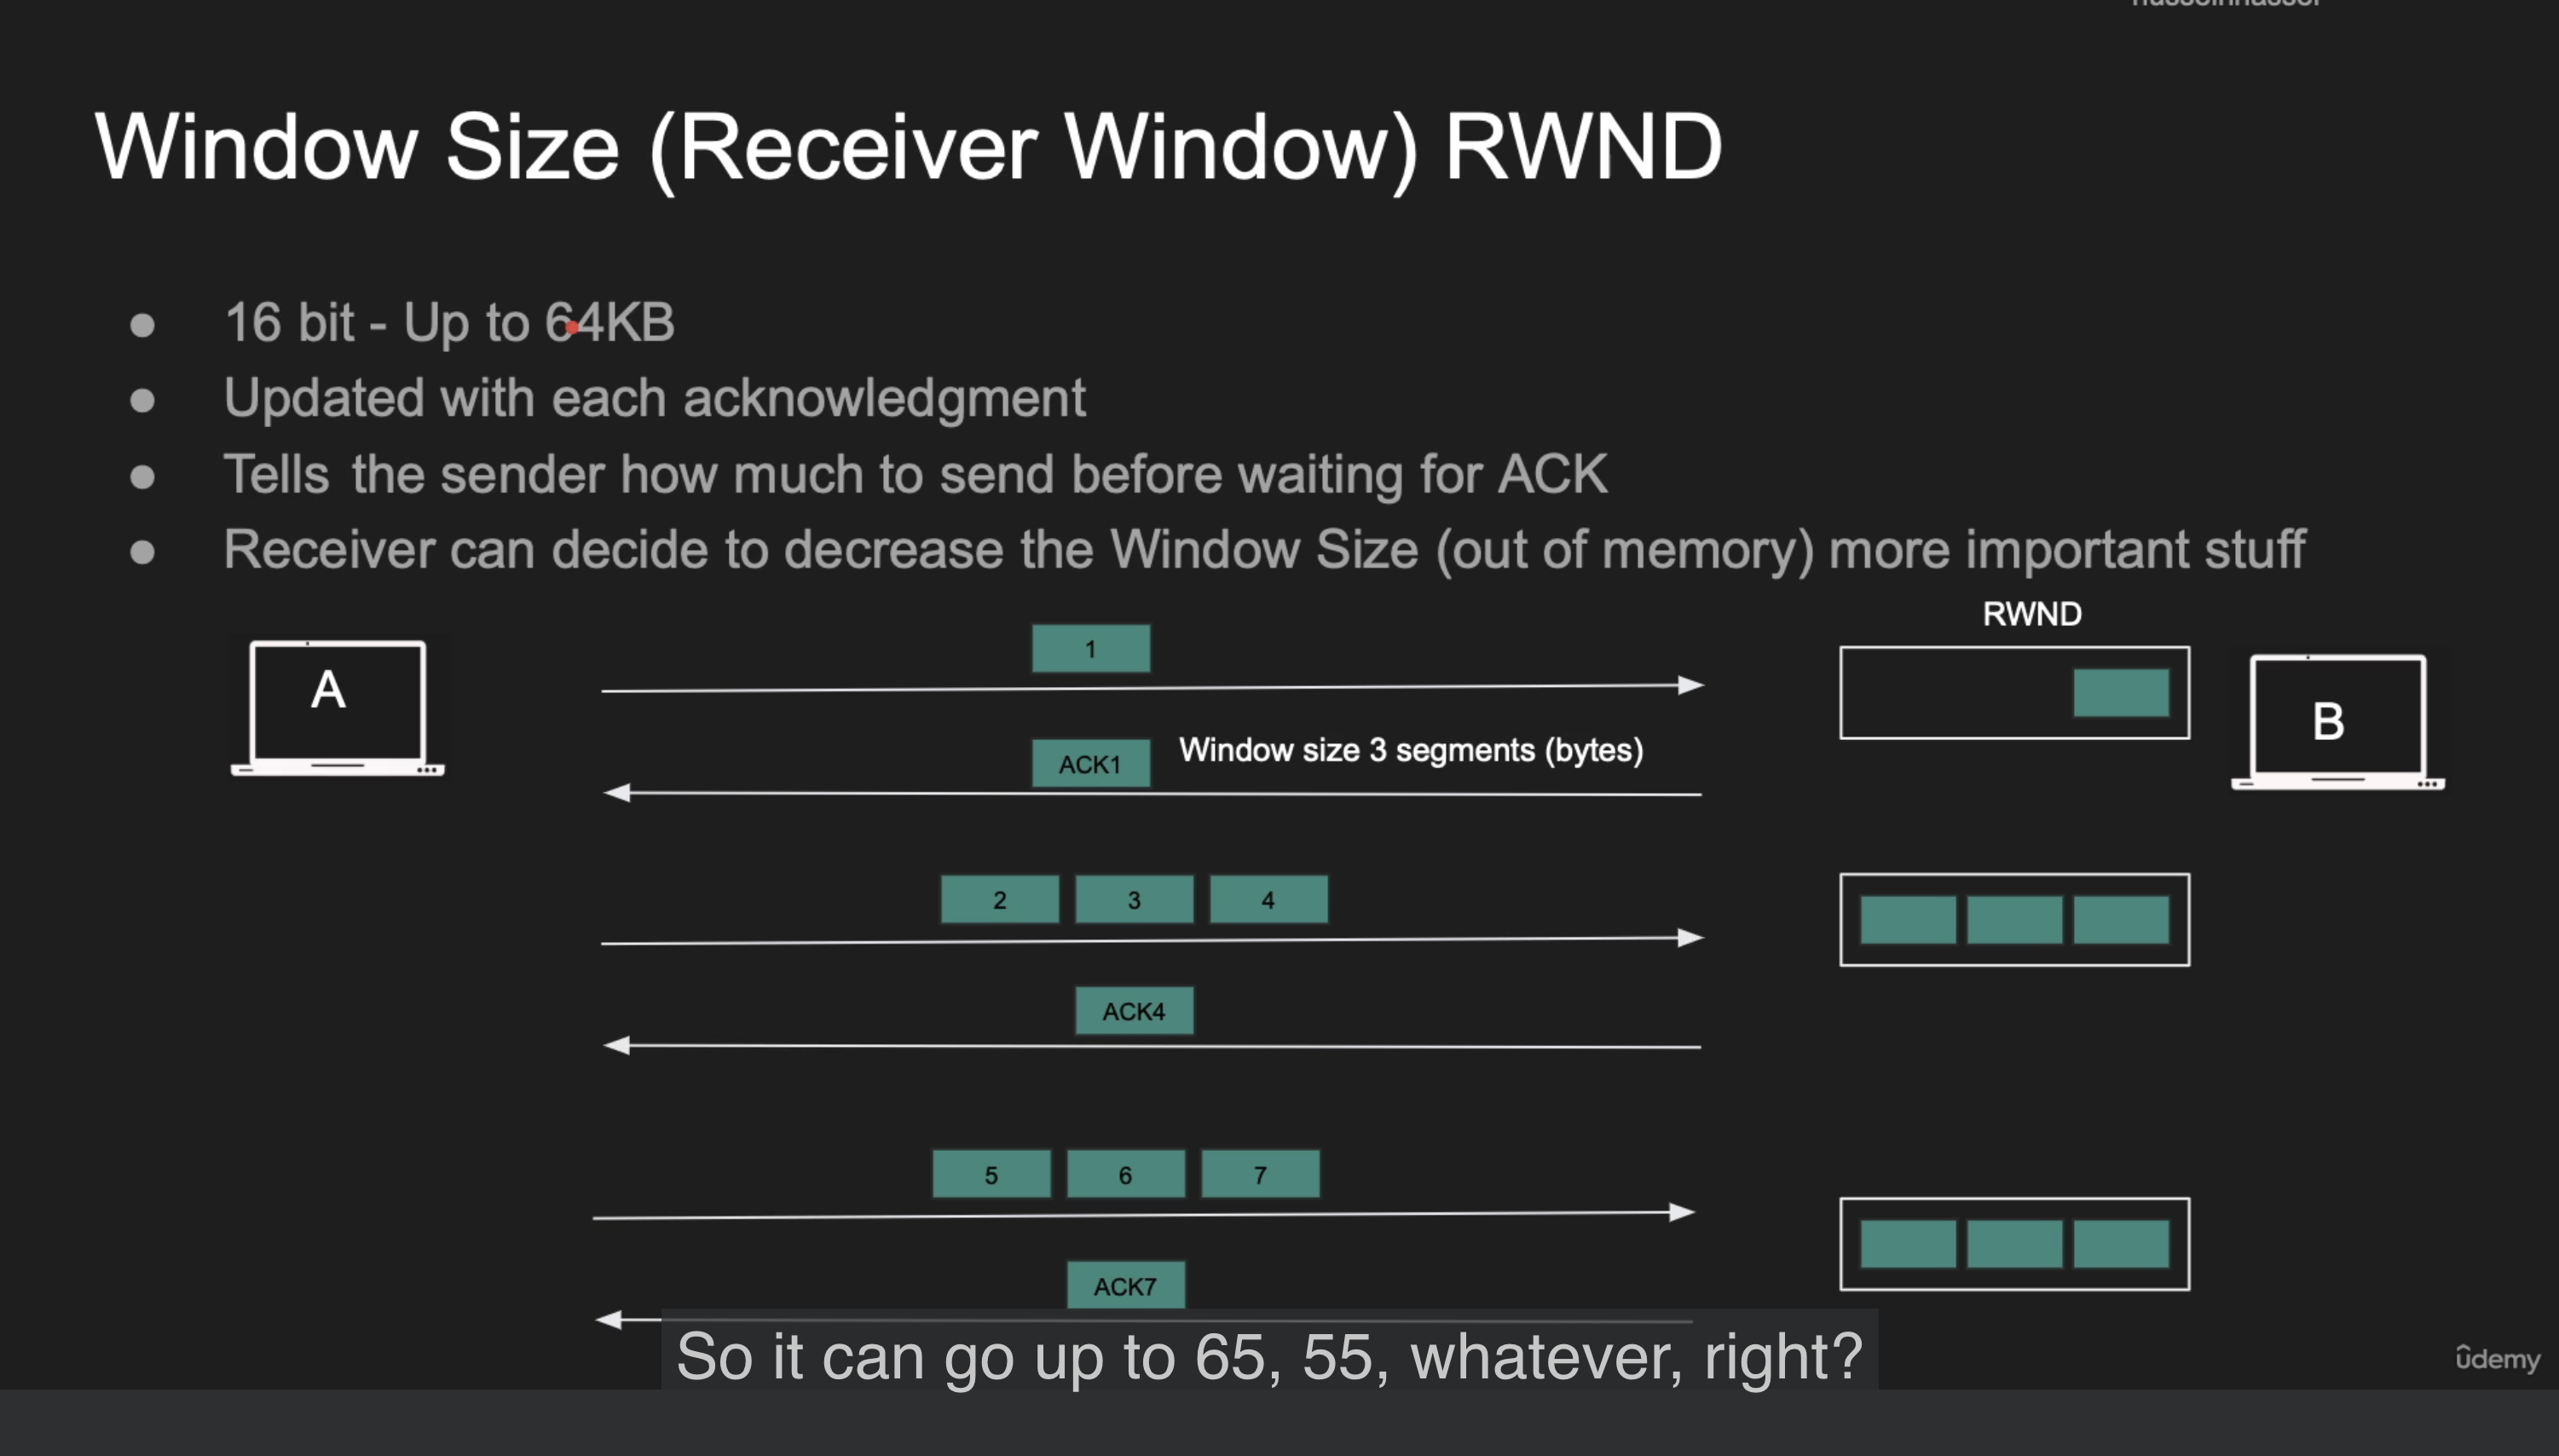 Window Size (Receiver Window) RWND
● 16 bit - Up to 64KB
● Updated with each acknowledgment
● Tells the sender how much to send before waiting for ACK
● Receiver can decide to decrease the Window Size (out of memory) more important stuff
RWND
A
1
B
ACK1
Window size 3 segments (bytes)
2 3 4
ACK4
5 6 7
ACK7
So it can go up to 65, 55, whatever, right?
ûdemy